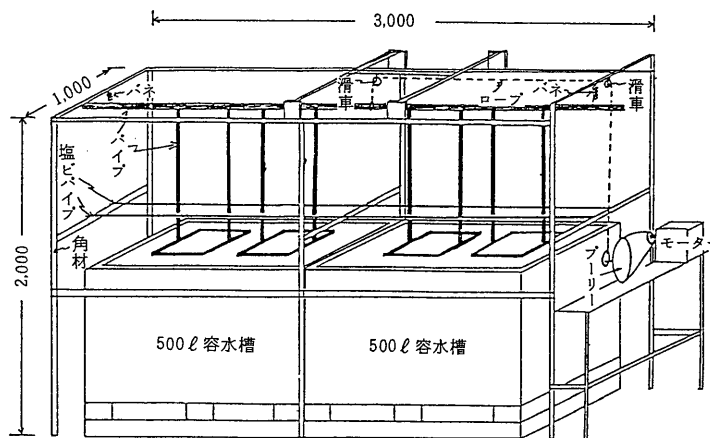 3,000
1,000
バネ
滑車
ロープ
バネ
滑車
パイプ
塩ビパイプ
角材
2,000
プーリー
モーター
500ℓ容水槽
500ℓ容水槽